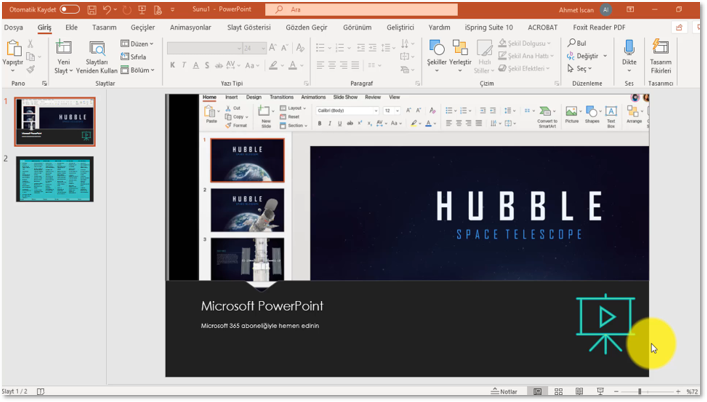 Otomatik Kaydet
Sunu1 - PowerPoint
Ara
Ahmet Iscan
AI
Dosya Giriş Ekle Tasarım Geçişler Animasyonlar Slayt Gösterisi Gözden Geçir Görünüm Geliştirici Yardım iSpring Suite 10 ACROBAT Foxit Reader PDF
Yapıştır
Yeni Slayt
Slaytları Yeniden Kullan
Düzen
Sıfırla
Bölüm
K T A S
Şekiller
Yerleştir
Hızlı Stiller
Şekil Dolgusu
Şekil Ana Hattı
Şekil Efektleri
Bul
Değiştir
Seç
Dikte
Tasarım Fikirleri
Pano Slaytlar Yazı Tipi Paragraf Çizim Düzenleme Ses Tasarımcı
1
2
Home Insert Design Transitions Animations Slide Show Review View
Paste
Cut
Copy
Format
New Slide
Layout
Reset
Section
Calibri (Body)
12
Convert to SmartArt
Picture
Shapes
Text Box
Arrange
1
HUBBLE
2
HUBBLE
3
HUBBLE
SPACE TELESCOPE
Microsoft PowerPoint
Microsoft 365 aboneliğiyle hemen edinin
Slayt 1 / 2
Notlar
%72